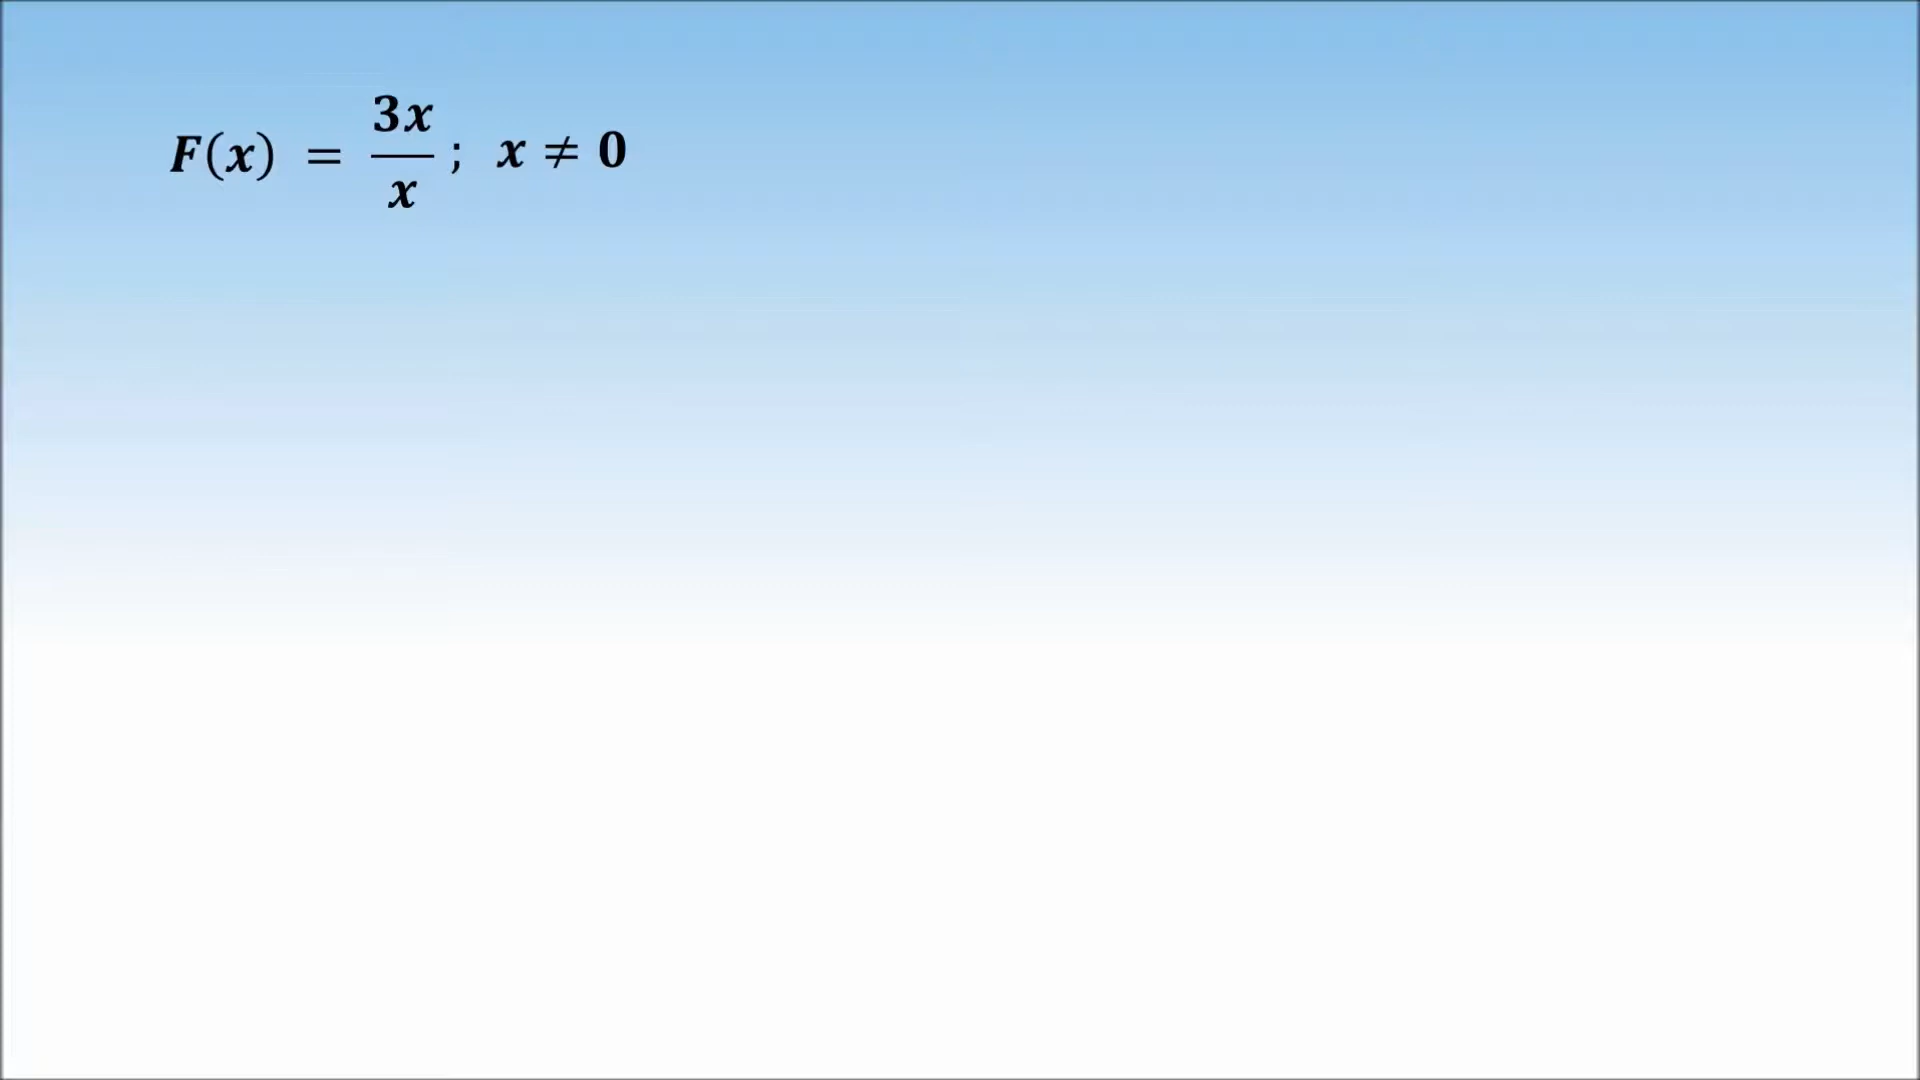 F(x) = 3x/x ; x ≠ 0